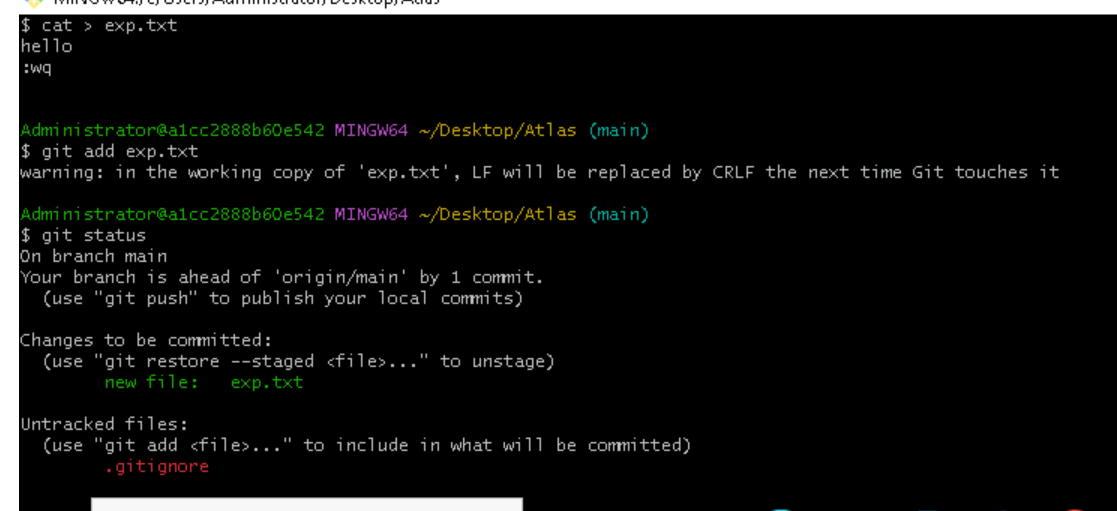 $ cat > exp.txt
hello
:wq
Administrator@a1cc2888b60e542 MINGW64 ~/Desktop/Atlas (main)
$ git add exp.txt
warning: in the working copy of 'exp.txt', LF will be replaced by CRLF the next time Git touches it
Administrator@a1cc2888b60e542 MINGW64 ~/Desktop/Atlas (main)
$ git status
On branch main
Your branch is ahead of 'origin/main' by 1 commit.
  (use "git push" to publish your local commits)
Changes to be committed:
  (use "git restore --staged <file>..." to unstage)
        new file:   exp.txt
Untracked files:
  (use "git add <file>..." to include in what will be committed)
        .gitignore